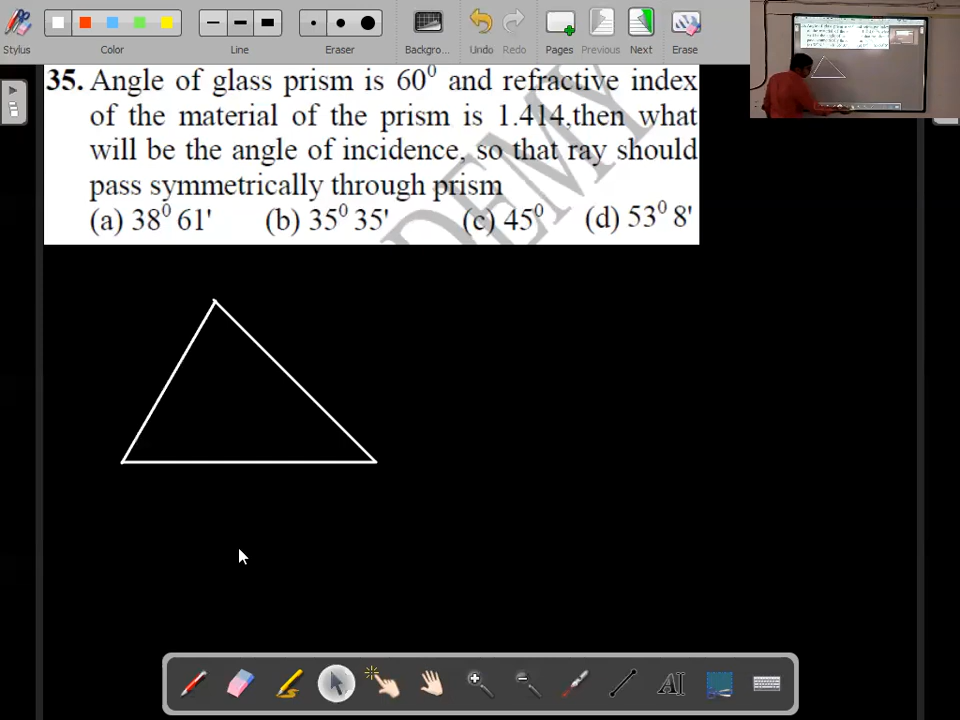 Stylus
Color
Line
Eraser
Backgro...
Undo
Redo
Pages
Previous
Next
Erase
35. Angle of glass prism is 60⁰ and refractive index
of the material of the prism is 1.414,then what
will be the angle of incidence, so that ray should
pass symmetrically through prism
(a) 38⁰ 61' (b) 35⁰ 35' (c) 45⁰ (d) 53⁰ 8'
DEMY
AI